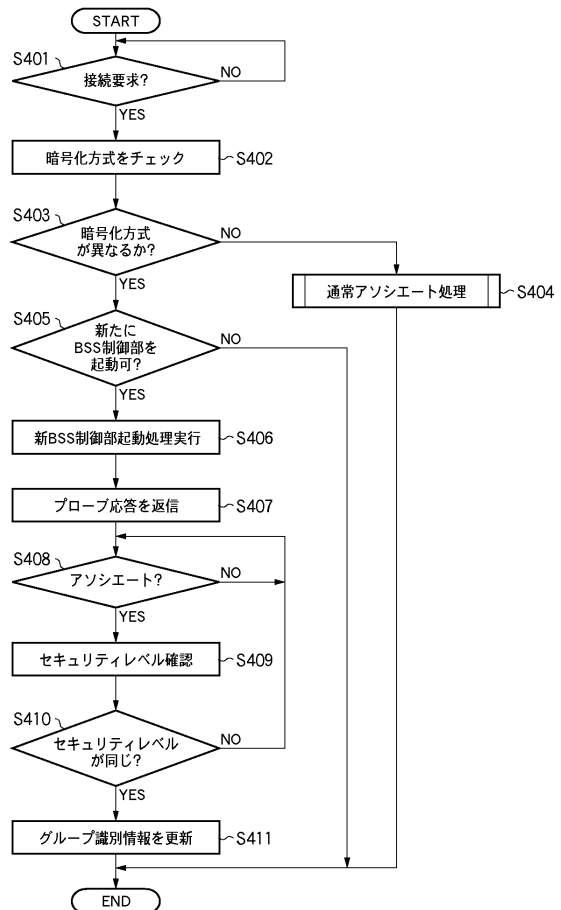 START
S401
接続要求?
NO
YES
暗号化方式をチェック
S402
S403
暗号化方式
が異なるか?
NO
YES
通常アソシエート処理
S404
S405
新たに
BSS制御部を
起動可?
NO
YES
新BSS制御部起動処理実行
S406
プローブ応答を返信
S407
S408
アソシエート?
NO
YES
セキュリティレベル確認
S409
S410
セキュリティレベル
が同じ?
NO
YES
グループ識別情報を更新
S411
END